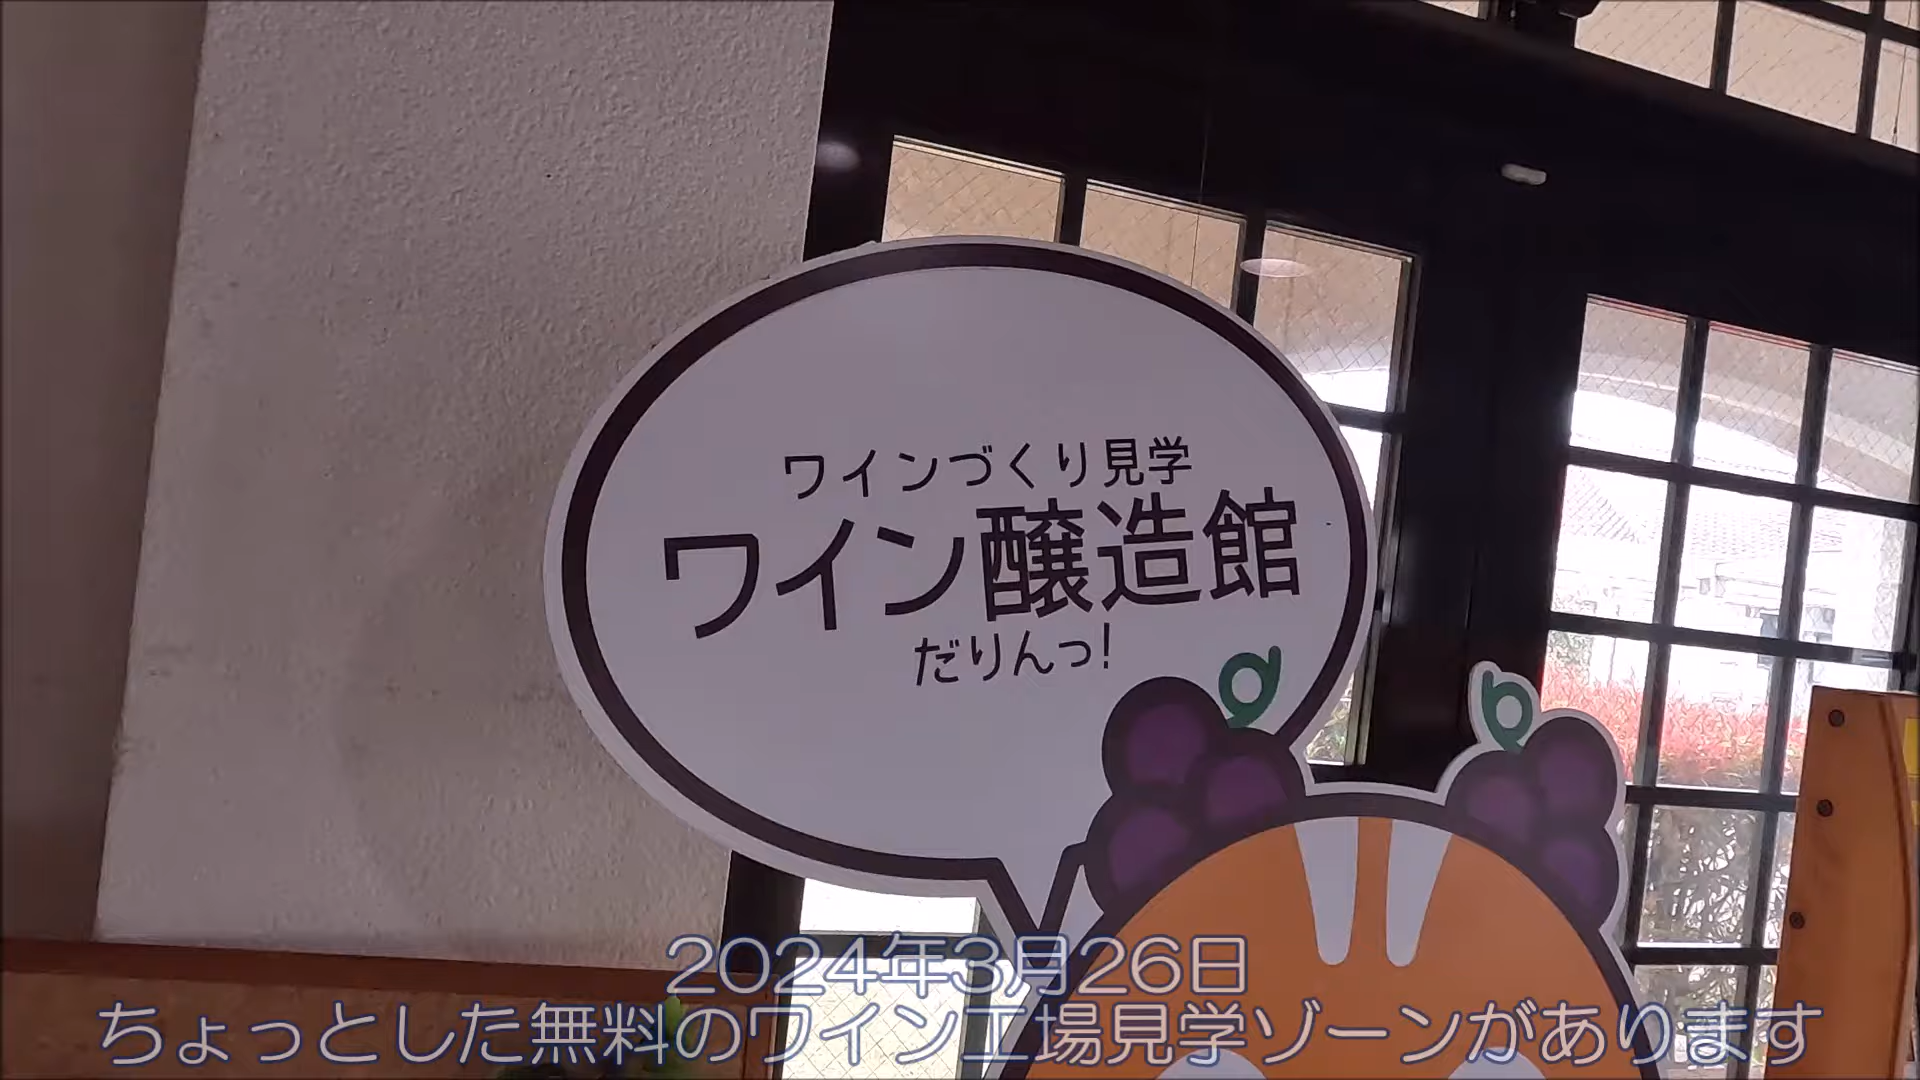 ワインづくり見学
ワイン醸造館
だりんっ!
2024年3月26日
ちょっとした無料のワイン工場見学ゾーンがあります